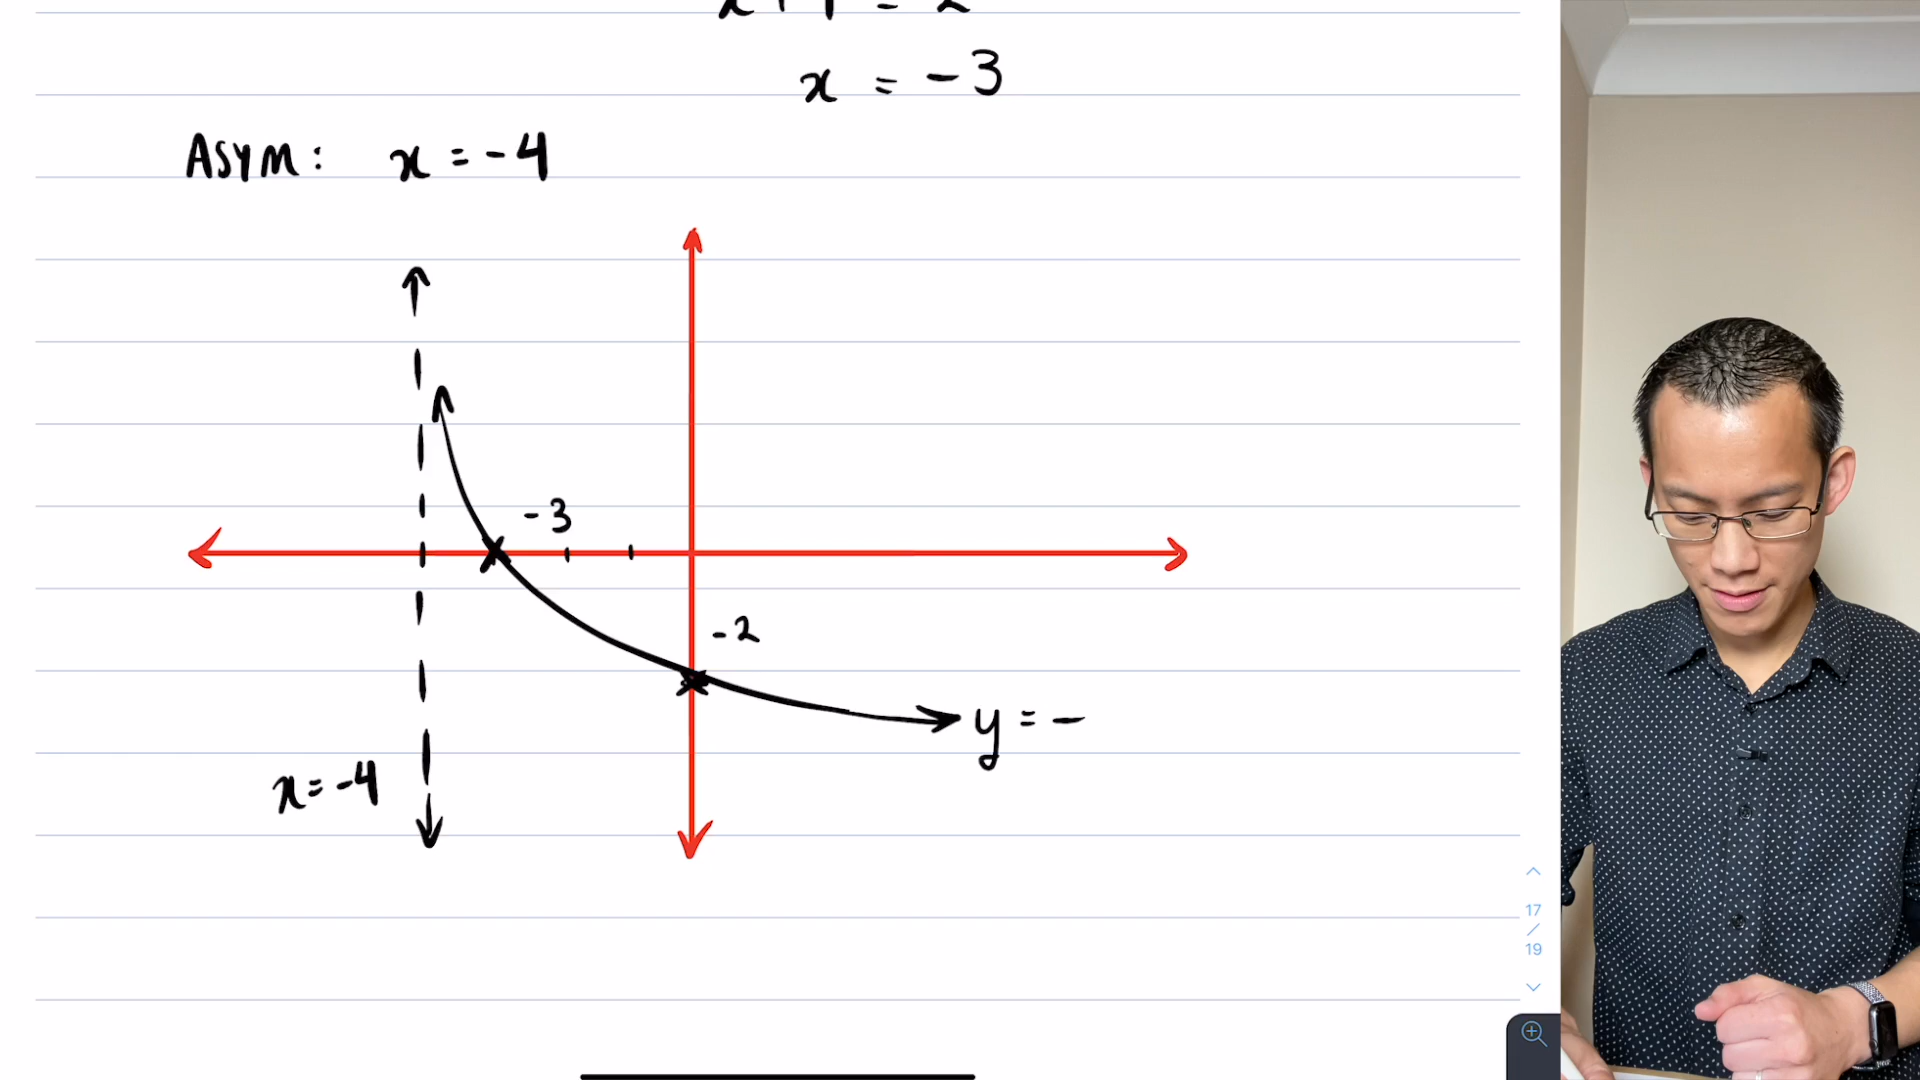 x = -3
ASYM: x = -4
-3
-2
y = -
x = -4
17
/
19